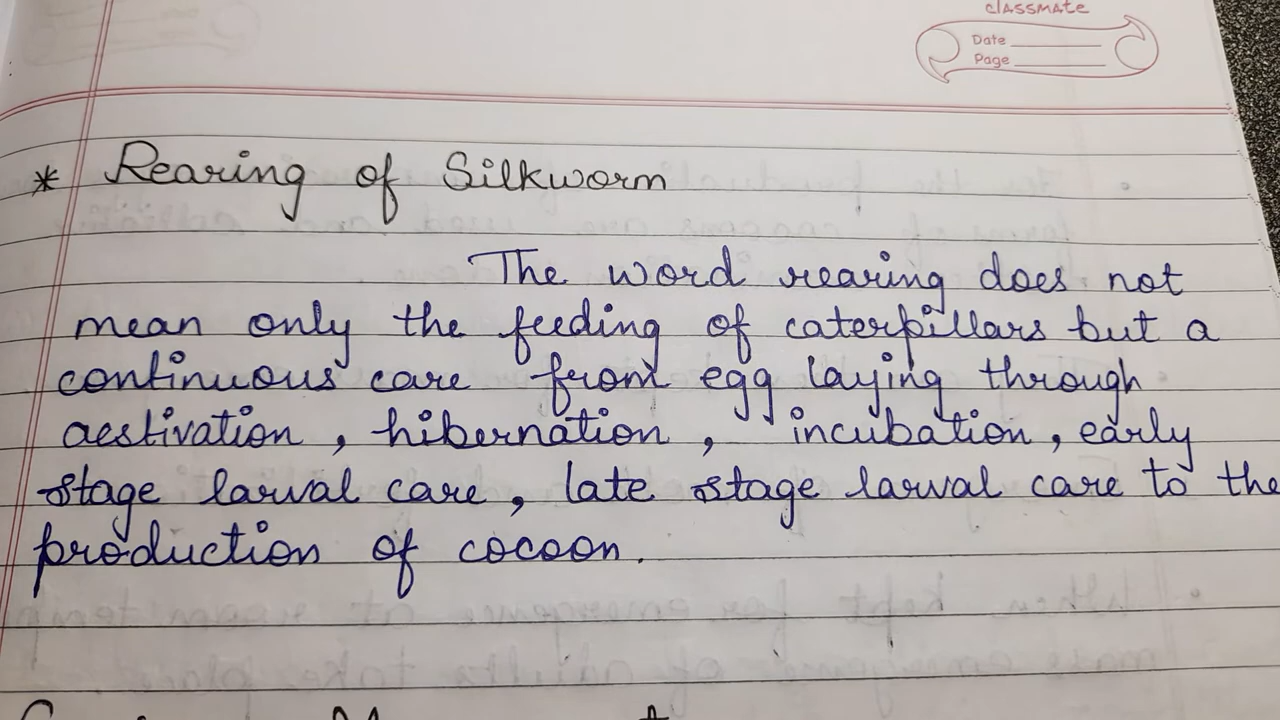 classmate
Date
Page
* Rearing of Silkworm
The word rearing does not
mean only the feeding of caterpillars but a
continuous care from egg laying through
aestivation, hibernation, incubation, early
stage larval care, late stage larval care to the
production of cocoon.